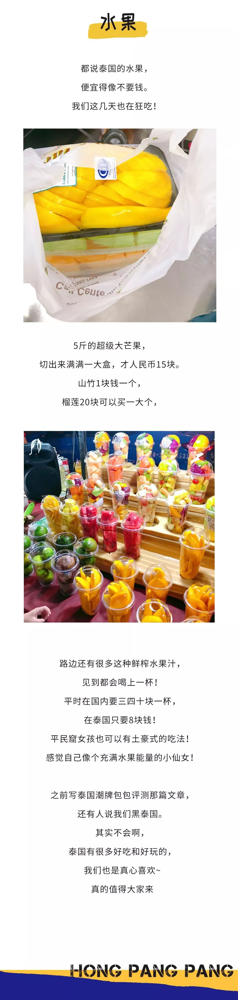 水果
都说泰国的水果，
便宜得像不要钱。
我们这几天也在狂吃！
Golden
5斤的超级大芒果，
切出来满满一大盒，才人民币15块。
山竹1块钱一个，
榴莲20块可以买一大个，
路边还有很多这种鲜榨水果汁，
见到都会喝上一杯！
平时在国内要三四十块一杯，
在泰国只要8块钱！
平民窟女孩也可以有土豪式的吃法！
感觉自己像个充满水果能量的小仙女！
之前写泰国潮牌包包评测那篇文章，
还有人说我们黑泰国。
其实不会啊，
泰国有很多好吃和好玩的，
我们也是真心喜欢~
真的值得大家来
HONG PANG PANG